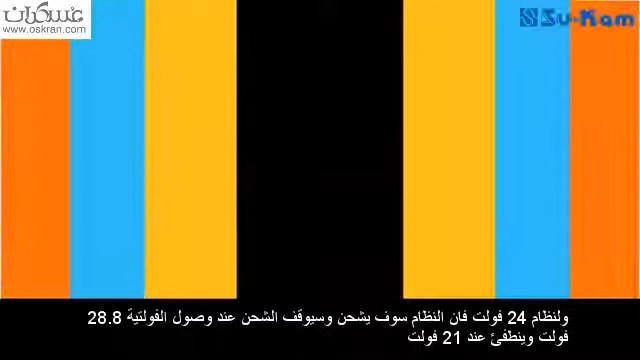 عسكران
www.oskran.com
Su-Kam
ولنظام 24 فولت فان النظام سوف يشحن وسيوقف الشحن عند وصول الفولتية 28.8
فولت وينطفئ عند 21 فولت